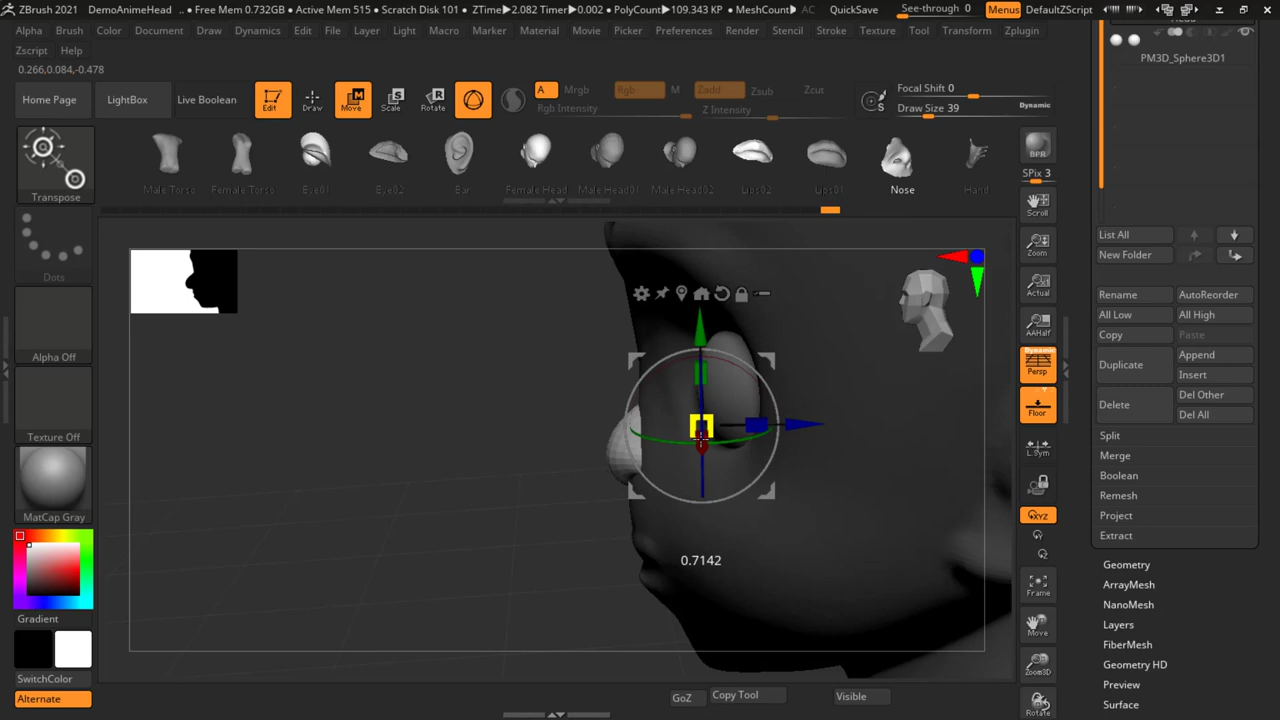 ZBrush 2021 DemoAnimeHead .. • Free Mem 0.732GB • Active Mem 515 • Scratch Disk 101 • ZTime▶2.082 Timer▶0.002 • PolyCount▶109.343 KP • MeshCount▶ AC QuickSave See-through 0 Menus DefaultZScript
Alpha Brush Color Document Draw Dynamics Edit File Layer Light Macro Marker Material Movie Picker Preferences Render Stencil Stroke Texture Tool Transform Zplugin
Zscript Help
0.266,0.084,-0.478
Home Page LightBox Live Boolean Edit Draw Move Scale Rotate A Mrgb Rgb M Zadd Zsub Zcut Focal Shift 0
Rgb Intensity Z Intensity Draw Size 39 Dynamic
Transpose
Male Torso Female Torso Eye01 Eye02 Ear Female Head Male Head01 Male Head02 Lips02 Lips01 Nose Hand
Dots
Alpha Off
Texture Off
MatCap Gray
Gradient
SwitchColor
Alternate
0.7142
GoZ Copy Tool Visible
BPR
SPix 3
Scroll
Zoom
Actual
AAHalf
Dynamic
Persp
Floor
L.Sym
XYZ
Y
Z
Frame
Move
Zoom3D
Rotate
PM3D_Sphere3D1
List All
New Folder
Rename AutoReorder
All Low All High
Copy Paste
Duplicate Append
Insert
Delete Del Other
Del All
Split
Merge
Boolean
Remesh
Project
Extract
Geometry
ArrayMesh
NanoMesh
Layers
FiberMesh
Geometry HD
Preview
Surface